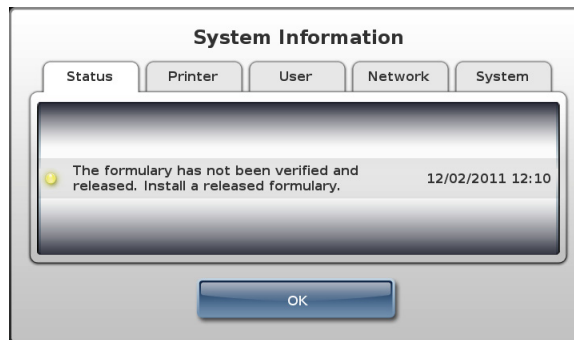 System Information
Status Printer User Network System
The formulary has not been verified and
released. Install a released formulary. 12/02/2011 12:10
OK